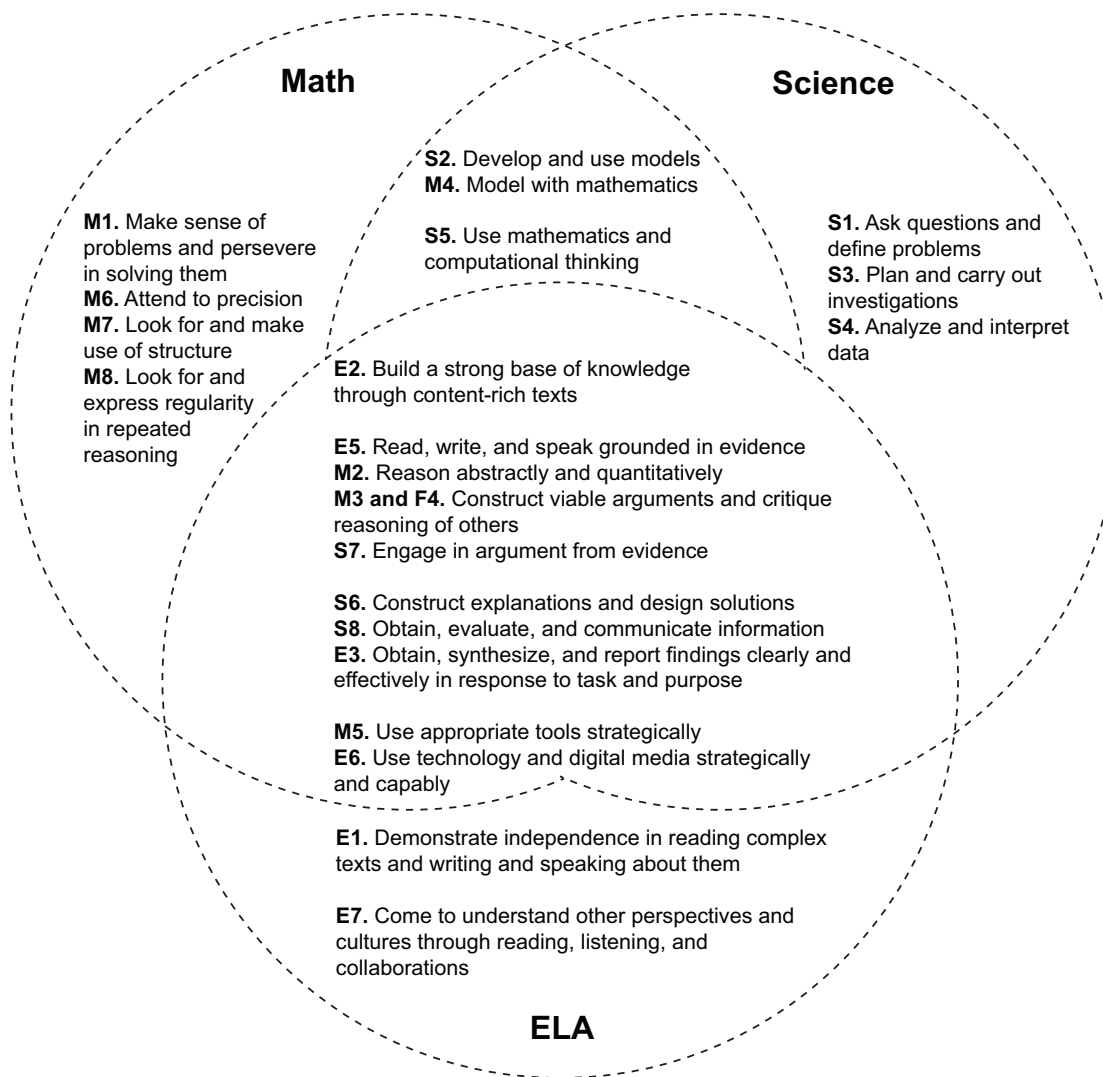 Math
Science
S2. Develop and use models
M4. Model with mathematics
S5. Use mathematics and
computational thinking
M1. Make sense of
problems and persevere
in solving them
M6. Attend to precision
M7. Look for and make
use of structure
M8. Look for and
express regularity
in repeated
reasoning
S1. Ask questions and
define problems
S3. Plan and carry out
investigations
S4. Analyze and interpret
data
E2. Build a strong base of knowledge
through content-rich texts
E5. Read, write, and speak grounded in evidence
M2. Reason abstractly and quantitatively
M3 and F4. Construct viable arguments and critique
reasoning of others
S7. Engage in argument from evidence
S6. Construct explanations and design solutions
S8. Obtain, evaluate, and communicate information
E3. Obtain, synthesize, and report findings clearly and
effectively in response to task and purpose
M5. Use appropriate tools strategically
E6. Use technology and digital media strategically
and capably
E1. Demonstrate independence in reading complex
texts and writing and speaking about them
E7. Come to understand other perspectives and
cultures through reading, listening, and
collaborations
ELA